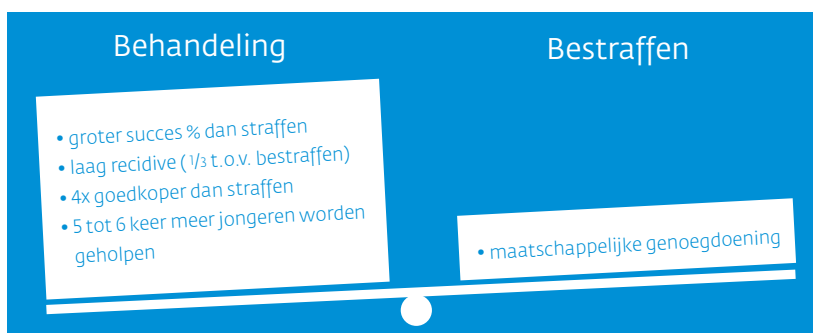 Behandeling
• groter succes % dan straffen
• laag recidive ( 1/3 t.o.v. bestraffen)
• 4x goedkoper dan straffen
• 5 tot 6 keer meer jongeren worden
geholpen
Bestraffen
• maatschappelijke genoegdoening